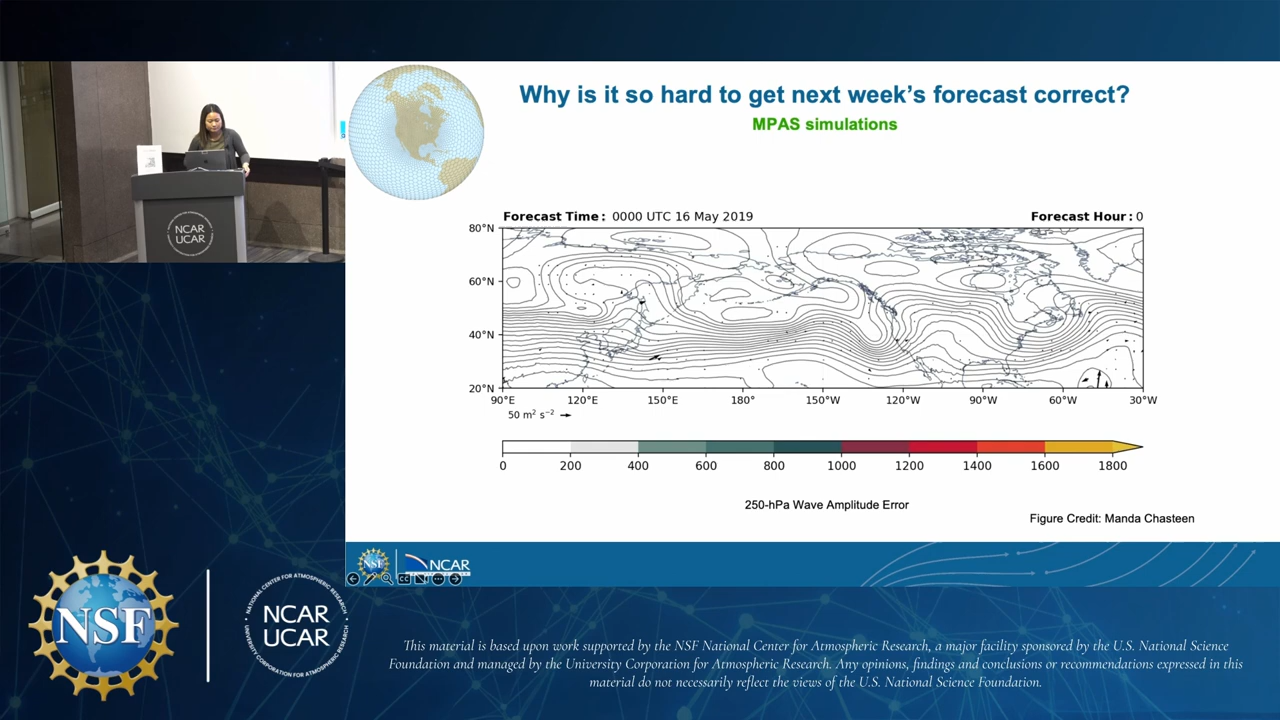 Why is it so hard to get next week's forecast correct?
MPAS simulations
NCAR
UCAR
Forecast Time: 0000 UTC 16 May 2019
Forecast Hour: 0
80°N
60°N
40°N
20°N
90°E 120°E 150°E 180° 150°W 120°W 90°W 60°W 30°W
50 m² s⁻²
0 200 400 600 800 1000 1200 1400 1600 1800
250-hPa Wave Amplitude Error
Figure Credit: Manda Chasteen
NCAR
CC
NSF
NATIONAL CENTER FOR ATMOSPHERIC RESEARCH
NCAR
UCAR
UNIVERSITY CORPORATION FOR ATMOSPHERIC RESEARCH
This material is based upon work supported by the NSF National Center for Atmospheric Research, a major facility sponsored by the U.S. National Science
Foundation and managed by the University Corporation for Atmospheric Research. Any opinions, findings and conclusions or recommendations expressed in this
material do not necessarily reflect the views of the U.S. National Science Foundation.